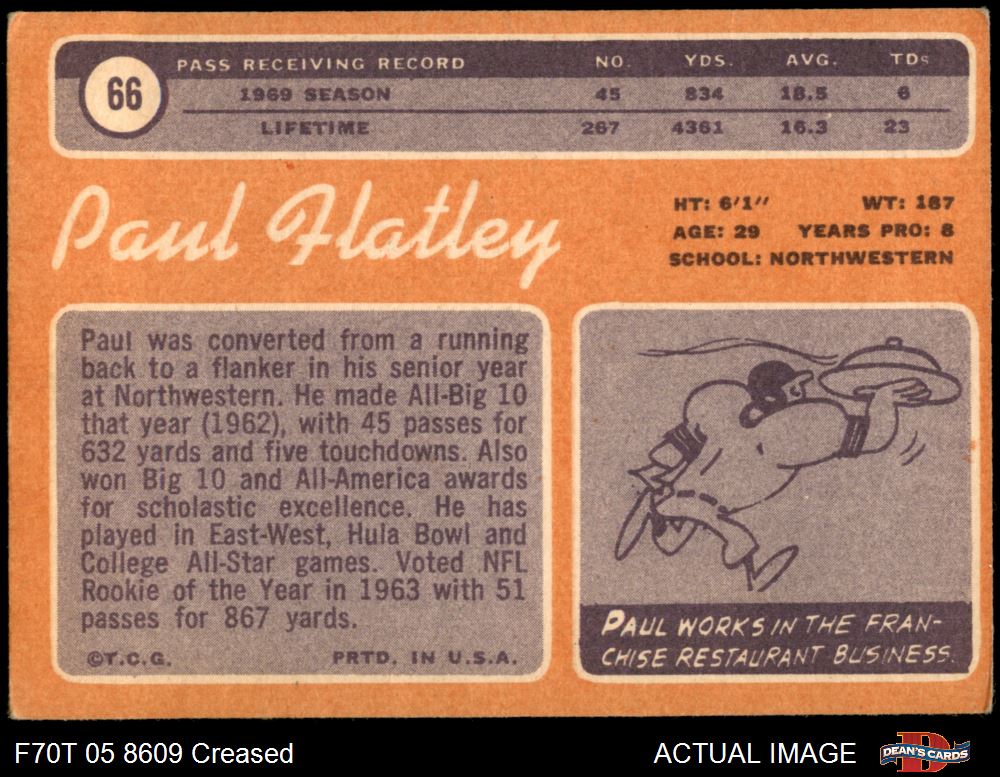 66
PASS RECEIVING RECORD NO. YDS. AVG. TDs
1969 SEASON 45 834 18.5 6
LIFETIME 267 4361 16.3 23
Paul Flatley
HT: 6'1" WT: 187
AGE: 29 YEARS PRO: 8
SCHOOL: NORTHWESTERN
Paul was converted from a running
back to a flanker in his senior year
at Northwestern. He made All-Big 10
that year (1962), with 45 passes for
632 yards and five touchdowns. Also
won Big 10 and All-America awards
for scholastic excellence. He has
played in East-West, Hula Bowl and
College All-Star games. Voted NFL
Rookie of the Year in 1963 with 51
passes for 867 yards.
©T.C.G. PRTD. IN U.S.A.
PAUL WORKS IN THE FRAN-
CHISE RESTAURANT BUSINESS.
F70T 05 8609 Creased ACTUAL IMAGE
D
DEAN'S CARDS